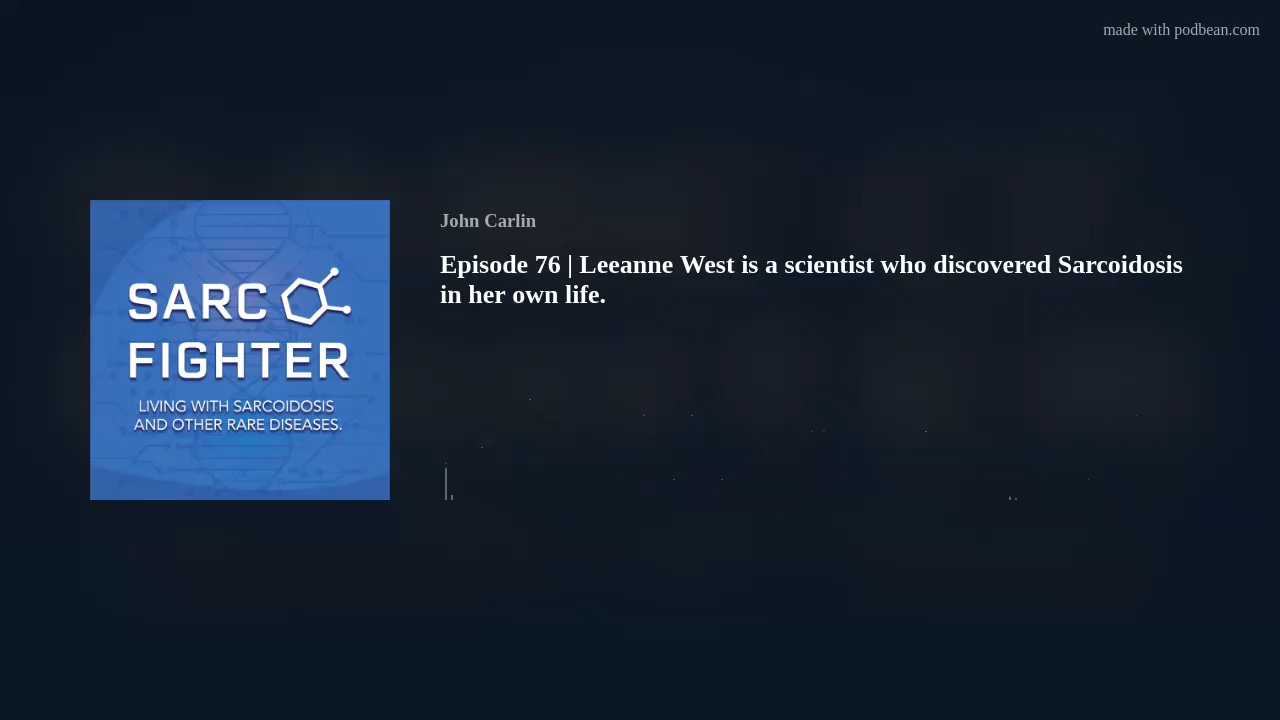 made with podbean.com
SARC
FIGHTER
LIVING WITH SARCOIDOSIS
AND OTHER RARE DISEASES.
John Carlin
Episode 76 | Leeanne West is a scientist who discovered Sarcoidosis
in her own life.